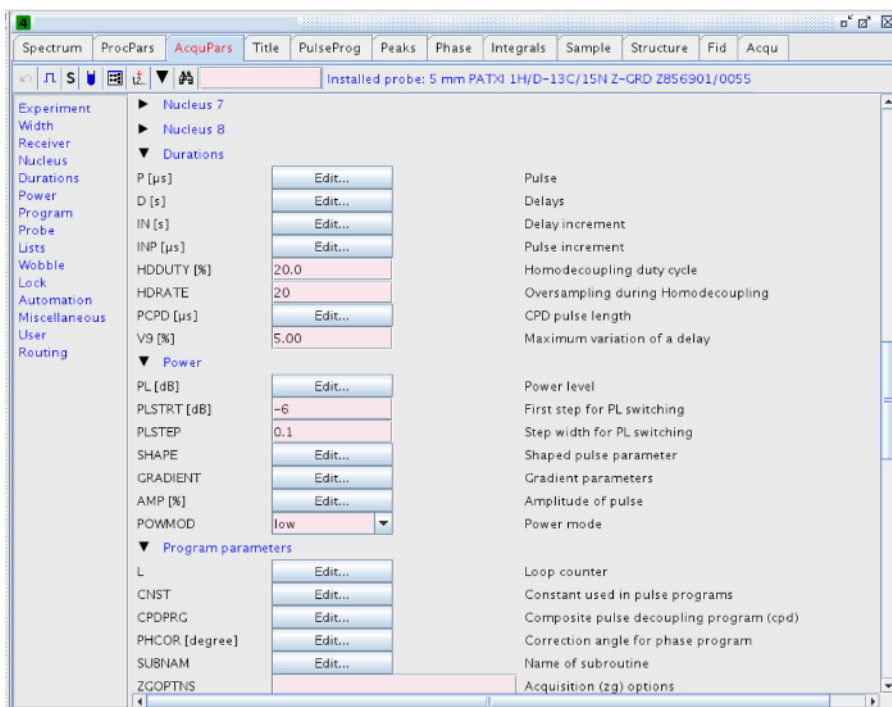 4
Spectrum ProcPars AcquPars Title PulseProg Peaks Phase Integrals Sample Structure Fid Acqu
S Installed probe: 5 mm PATXI 1H/D-13C/15N Z-GRD Z856901/0055
Experiment
Width
Receiver
Nucleus
Durations
Power
Program
Probe
Lists
Wobble
Lock
Automation
Miscellaneous
User
Routing
Nucleus 7
Nucleus 8
Durations
P [µs] Edit... Pulse
D [s] Edit... Delays
IN [s] Edit... Delay increment
INP [µs] Edit... Pulse increment
HDDUTY [%] 20.0 Homodecoupling duty cycle
HDRATE 20 Oversampling during Homodecoupling
PCPD [µs] Edit... CPD pulse length
V9 [%] 5.00 Maximum variation of a delay
Power
PL [dB] Edit... Power level
PLSTRT [dB] -6 First step for PL switching
PLSTEP 0.1 Step width for PL switching
SHAPE Edit... Shaped pulse parameter
GRADIENT Edit... Gradient parameters
AMP [%] Edit... Amplitude of pulse
POWMOD low Power mode
Program parameters
L Edit... Loop counter
CNST Edit... Constant used in pulse programs
CPDPRG Edit... Composite pulse decoupling program (cpd)
PHCOR [degree] Edit... Correction angle for phase program
SUBNAM Edit... Name of subroutine
ZGOPTNS Acquisition (zg) options